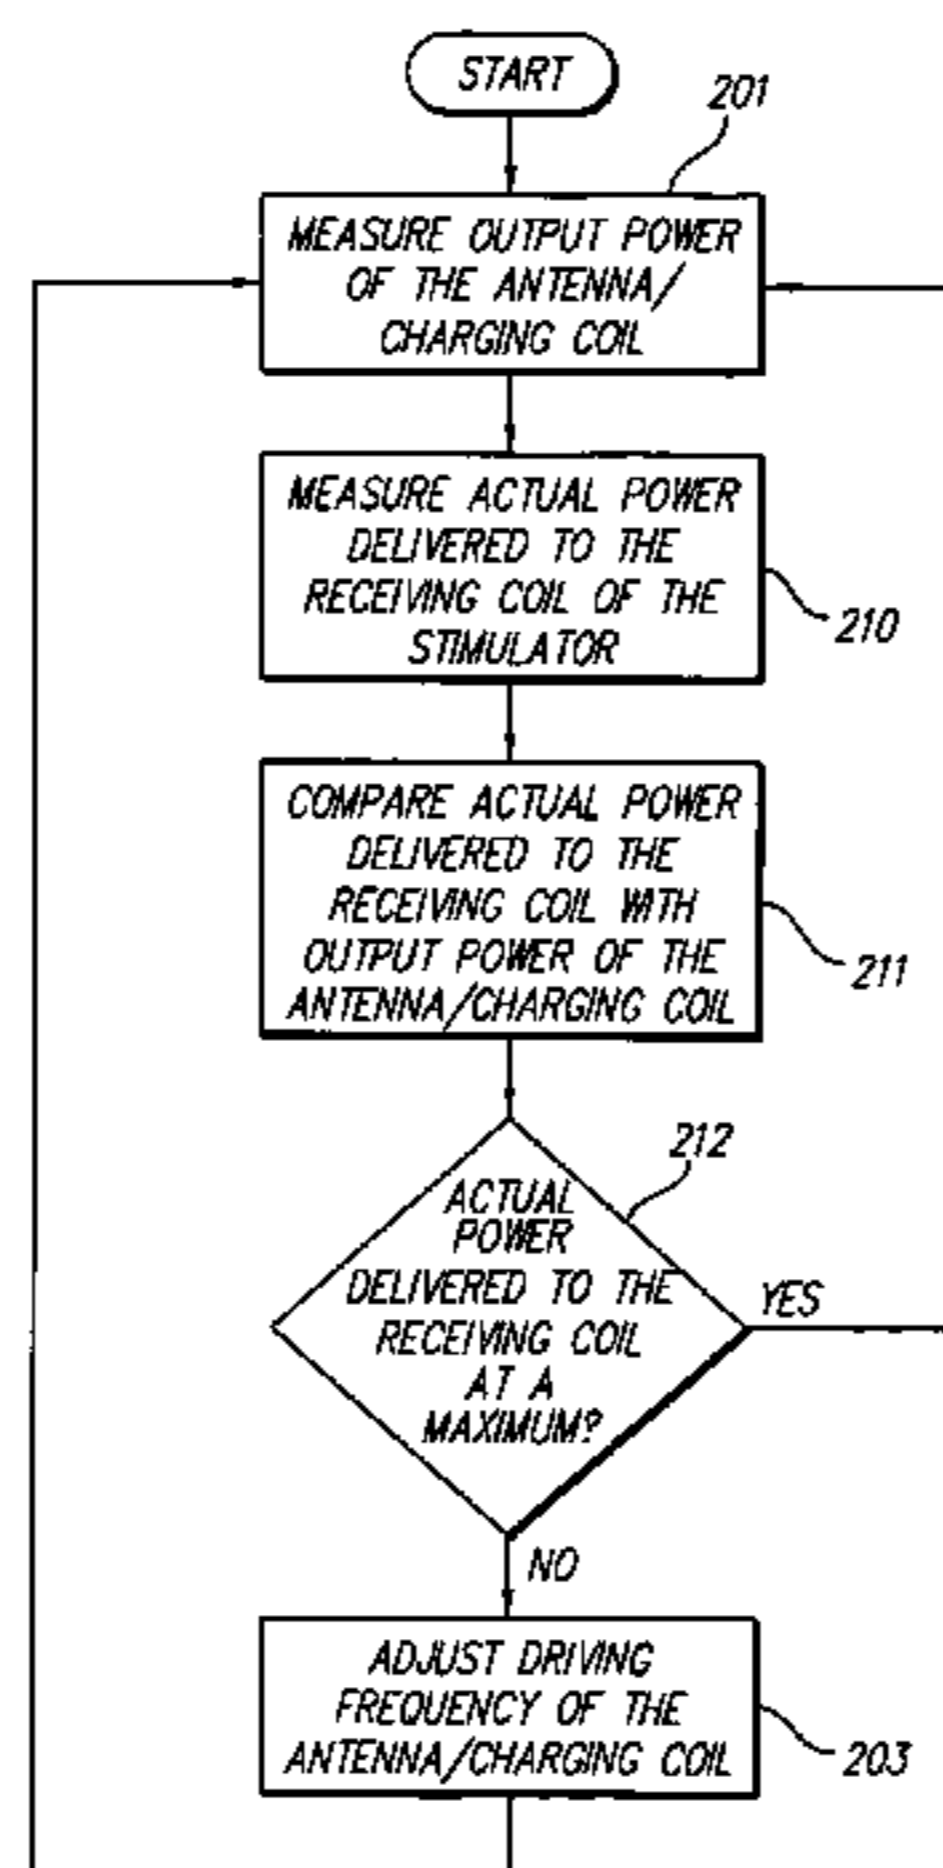 START
201
MEASURE OUTPUT POWER
OF THE ANTENNA/
CHARGING COIL
MEASURE ACTUAL POWER
DELIVERED TO THE
RECEIVING COIL OF THE
STIMULATOR
210
COMPARE ACTUAL POWER
DELIVERED TO THE
RECEIVING COIL WITH
OUTPUT POWER OF THE
ANTENNA/CHARGING COIL
211
212
ACTUAL
POWER
DELIVERED TO THE
RECEIVING COIL
AT A
MAXIMUM?
YES
NO
ADJUST DRIVING
FREQUENCY OF THE
ANTENNA/CHARGING COIL
203